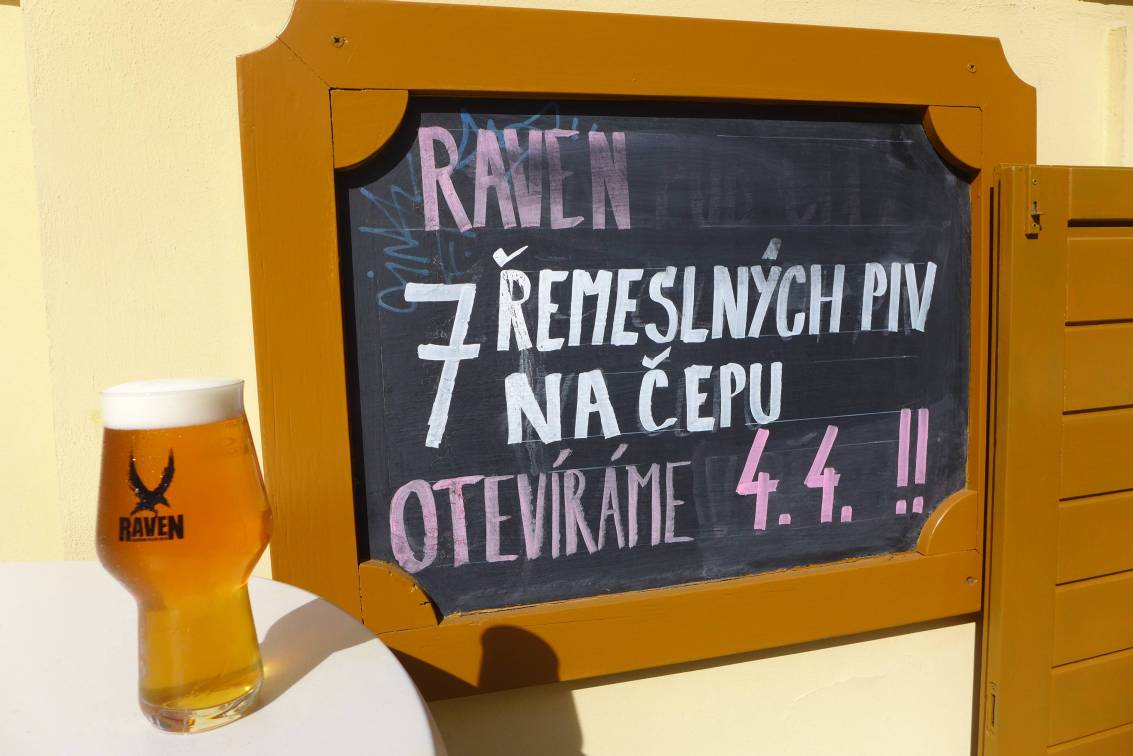 RAVEN
7 ŘEMESLNÝCH PIV
NA ČEPU
OTEVÍRÁME 4.4. !!
RAVEN